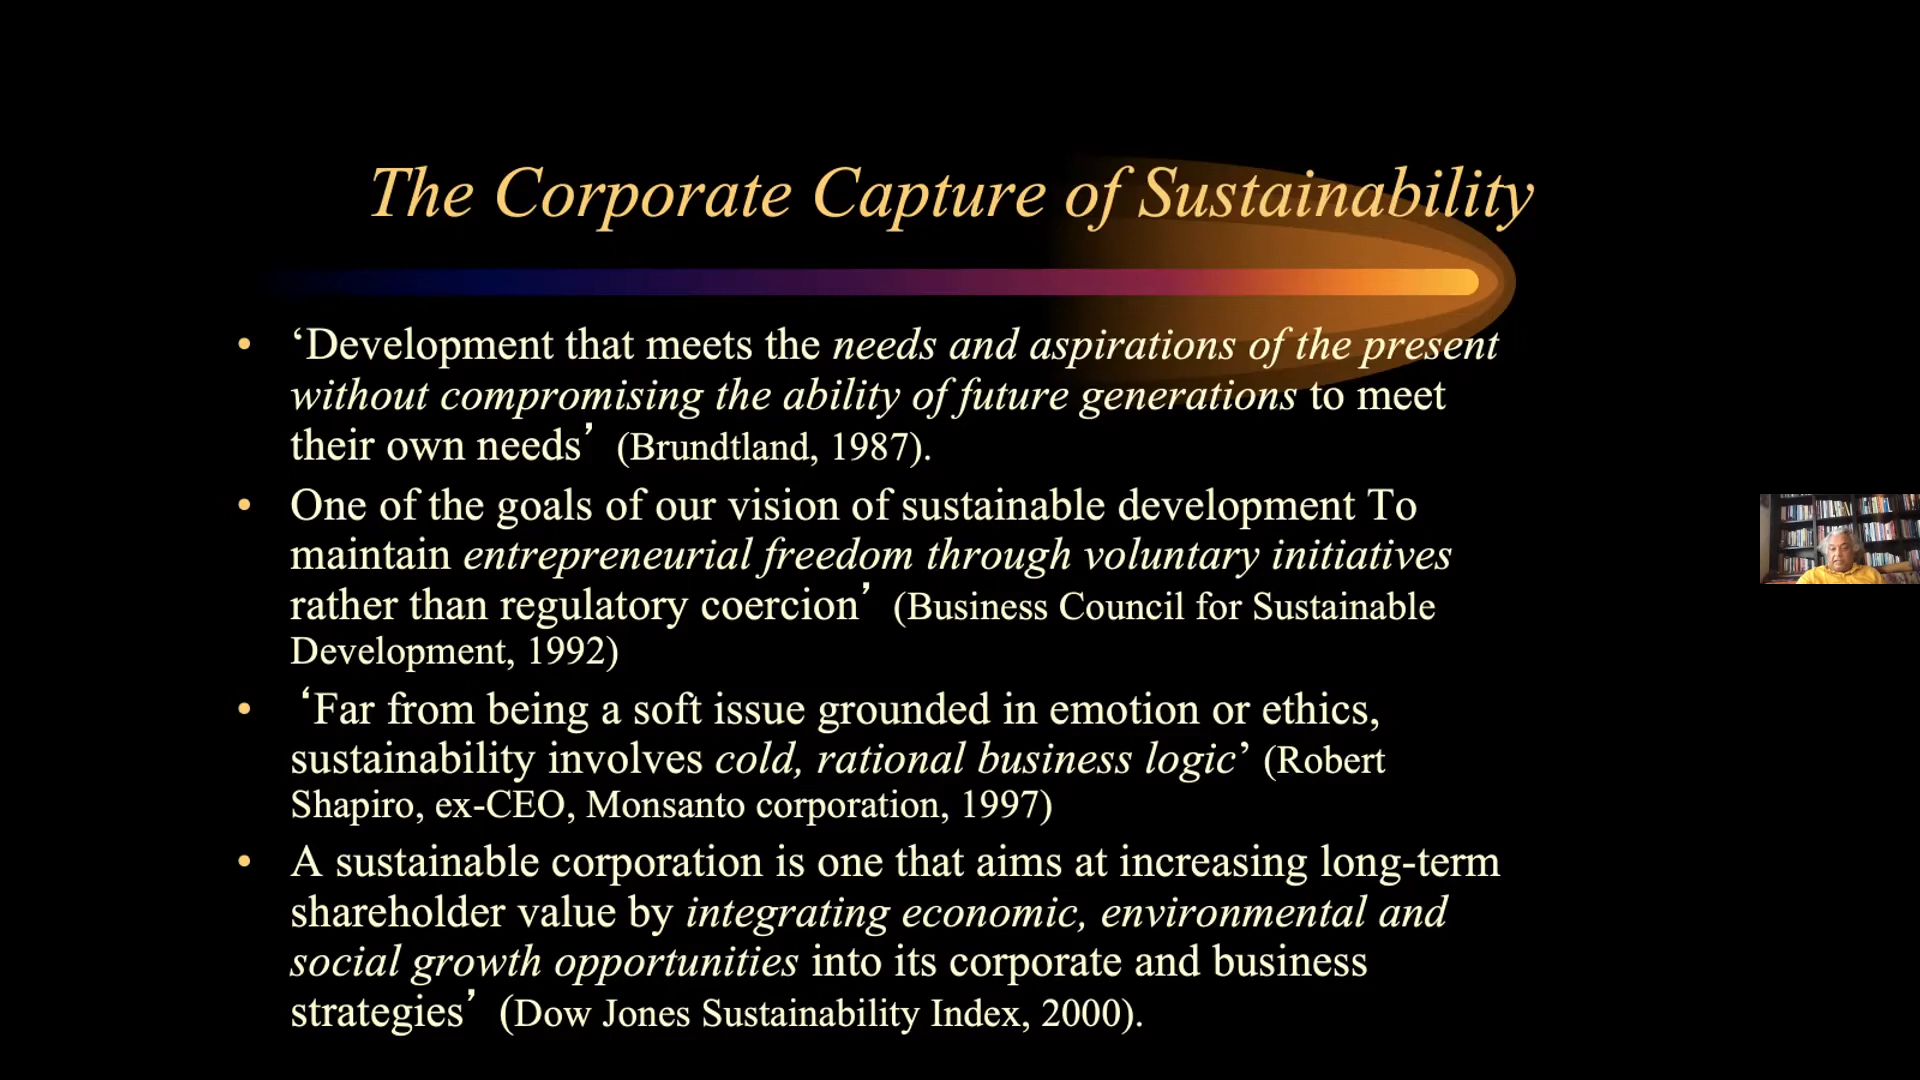 The Corporate Capture of Sustainability
• ‘Development that meets the needs and aspirations of the present
without compromising the ability of future generations to meet
their own needs’ (Brundtland, 1987).
• One of the goals of our vision of sustainable development To
maintain entrepreneurial freedom through voluntary initiatives
rather than regulatory coercion’ (Business Council for Sustainable
Development, 1992)
• ‘Far from being a soft issue grounded in emotion or ethics,
sustainability involves cold, rational business logic’ (Robert
Shapiro, ex-CEO, Monsanto corporation, 1997)
• A sustainable corporation is one that aims at increasing long-term
shareholder value by integrating economic, environmental and
social growth opportunities into its corporate and business
strategies’ (Dow Jones Sustainability Index, 2000).